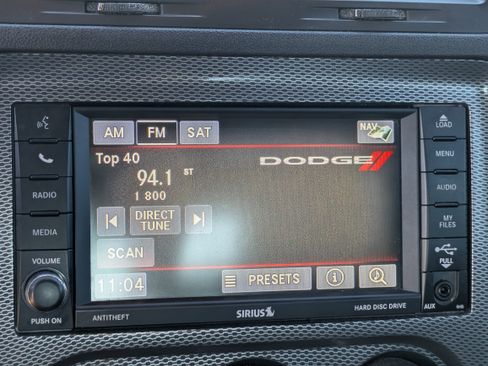 LOAD
AM FM SAT NAV
MENU
Top 40
DODGE
94.1 ST
1 800
RADIO
AUDIO
DIRECT
TUNE
MEDIA
MY
FILES
SCAN
VOLUME
PULL
11:04 PRESETS
PUSH ON
AUX
ANTITHEFT SIRIUS HARD DISC DRIVE